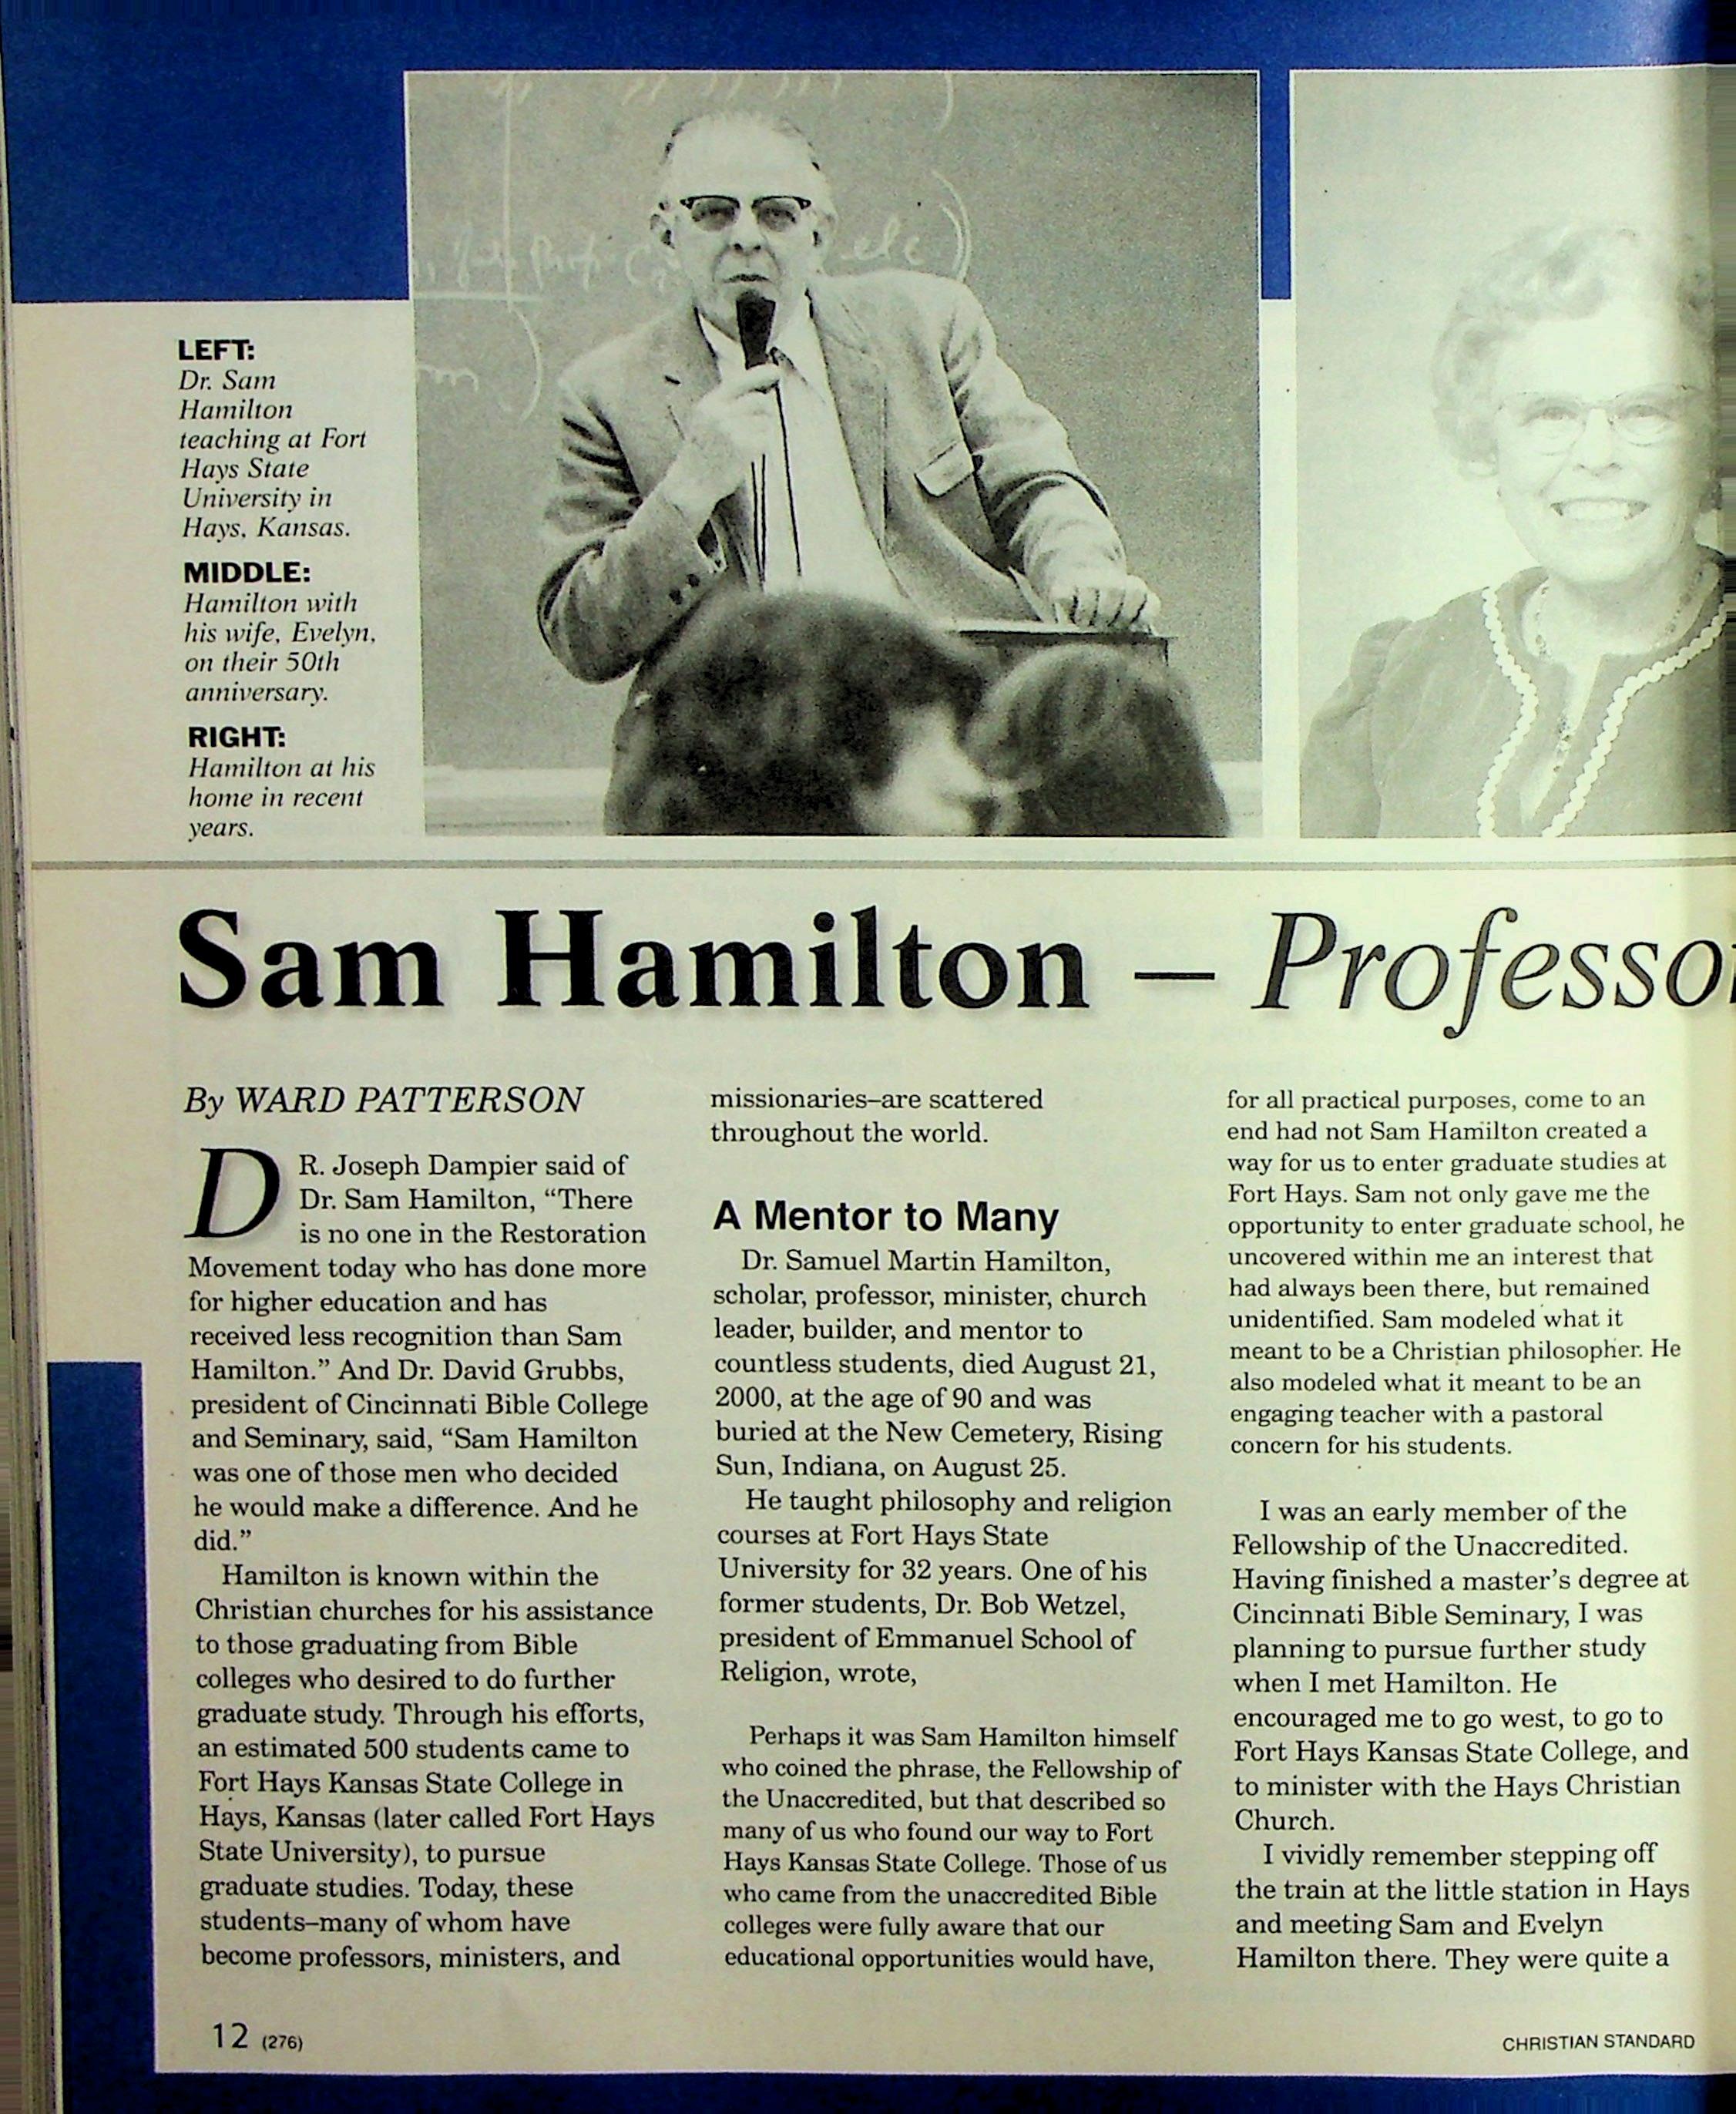 LEFT:
Dr. Sam
Hamilton
teaching at Fort
Hays State
University in
Hays, Kansas.
MIDDLE:
Hamilton with
his wife, Evelyn,
on their 50th
anniversary.
RIGHT:
Hamilton at his
home in recent
years.
Sam Hamilton – Professor
By WARD PATTERSON
DR. Joseph Dampier said of
Dr. Sam Hamilton, “There
is no one in the Restoration
Movement today who has done more
for higher education and has
received less recognition than Sam
Hamilton.” And Dr. David Grubbs,
president of Cincinnati Bible College
and Seminary, said, “Sam Hamilton
was one of those men who decided
he would make a difference. And he
did.”
Hamilton is known within the
Christian churches for his assistance
to those graduating from Bible
colleges who desired to do further
graduate study. Through his efforts,
an estimated 500 students came to
Fort Hays Kansas State College in
Hays, Kansas (later called Fort Hays
State University), to pursue
graduate studies. Today, these
students–many of whom have
become professors, ministers, and
missionaries–are scattered
throughout the world.
A Mentor to Many
Dr. Samuel Martin Hamilton,
scholar, professor, minister, church
leader, builder, and mentor to
countless students, died August 21,
2000, at the age of 90 and was
buried at the New Cemetery, Rising
Sun, Indiana, on August 25.
He taught philosophy and religion
courses at Fort Hays State
University for 32 years. One of his
former students, Dr. Bob Wetzel,
president of Emmanuel School of
Religion, wrote,
Perhaps it was Sam Hamilton himself
who coined the phrase, the Fellowship of
the Unaccredited, but that described so
many of us who found our way to Fort
Hays Kansas State College. Those of us
who came from the unaccredited Bible
colleges were fully aware that our
educational opportunities would have,
for all practical purposes, come to an
end had not Sam Hamilton created a
way for us to enter graduate studies at
Fort Hays. Sam not only gave me the
opportunity to enter graduate school, he
uncovered within me an interest that
had always been there, but remained
unidentified. Sam modeled what it
meant to be a Christian philosopher. He
also modeled what it meant to be an
engaging teacher with a pastoral
concern for his students.
I was an early member of the
Fellowship of the Unaccredited.
Having finished a master’s degree at
Cincinnati Bible Seminary, I was
planning to pursue further study
when I met Hamilton. He
encouraged me to go west, to go to
Fort Hays Kansas State College, and
to minister with the Hays Christian
Church.
I vividly remember stepping off
the train at the little station in Hays
and meeting Sam and Evelyn
Hamilton there. They were quite a
12 (276)
CHRISTIAN STANDARD